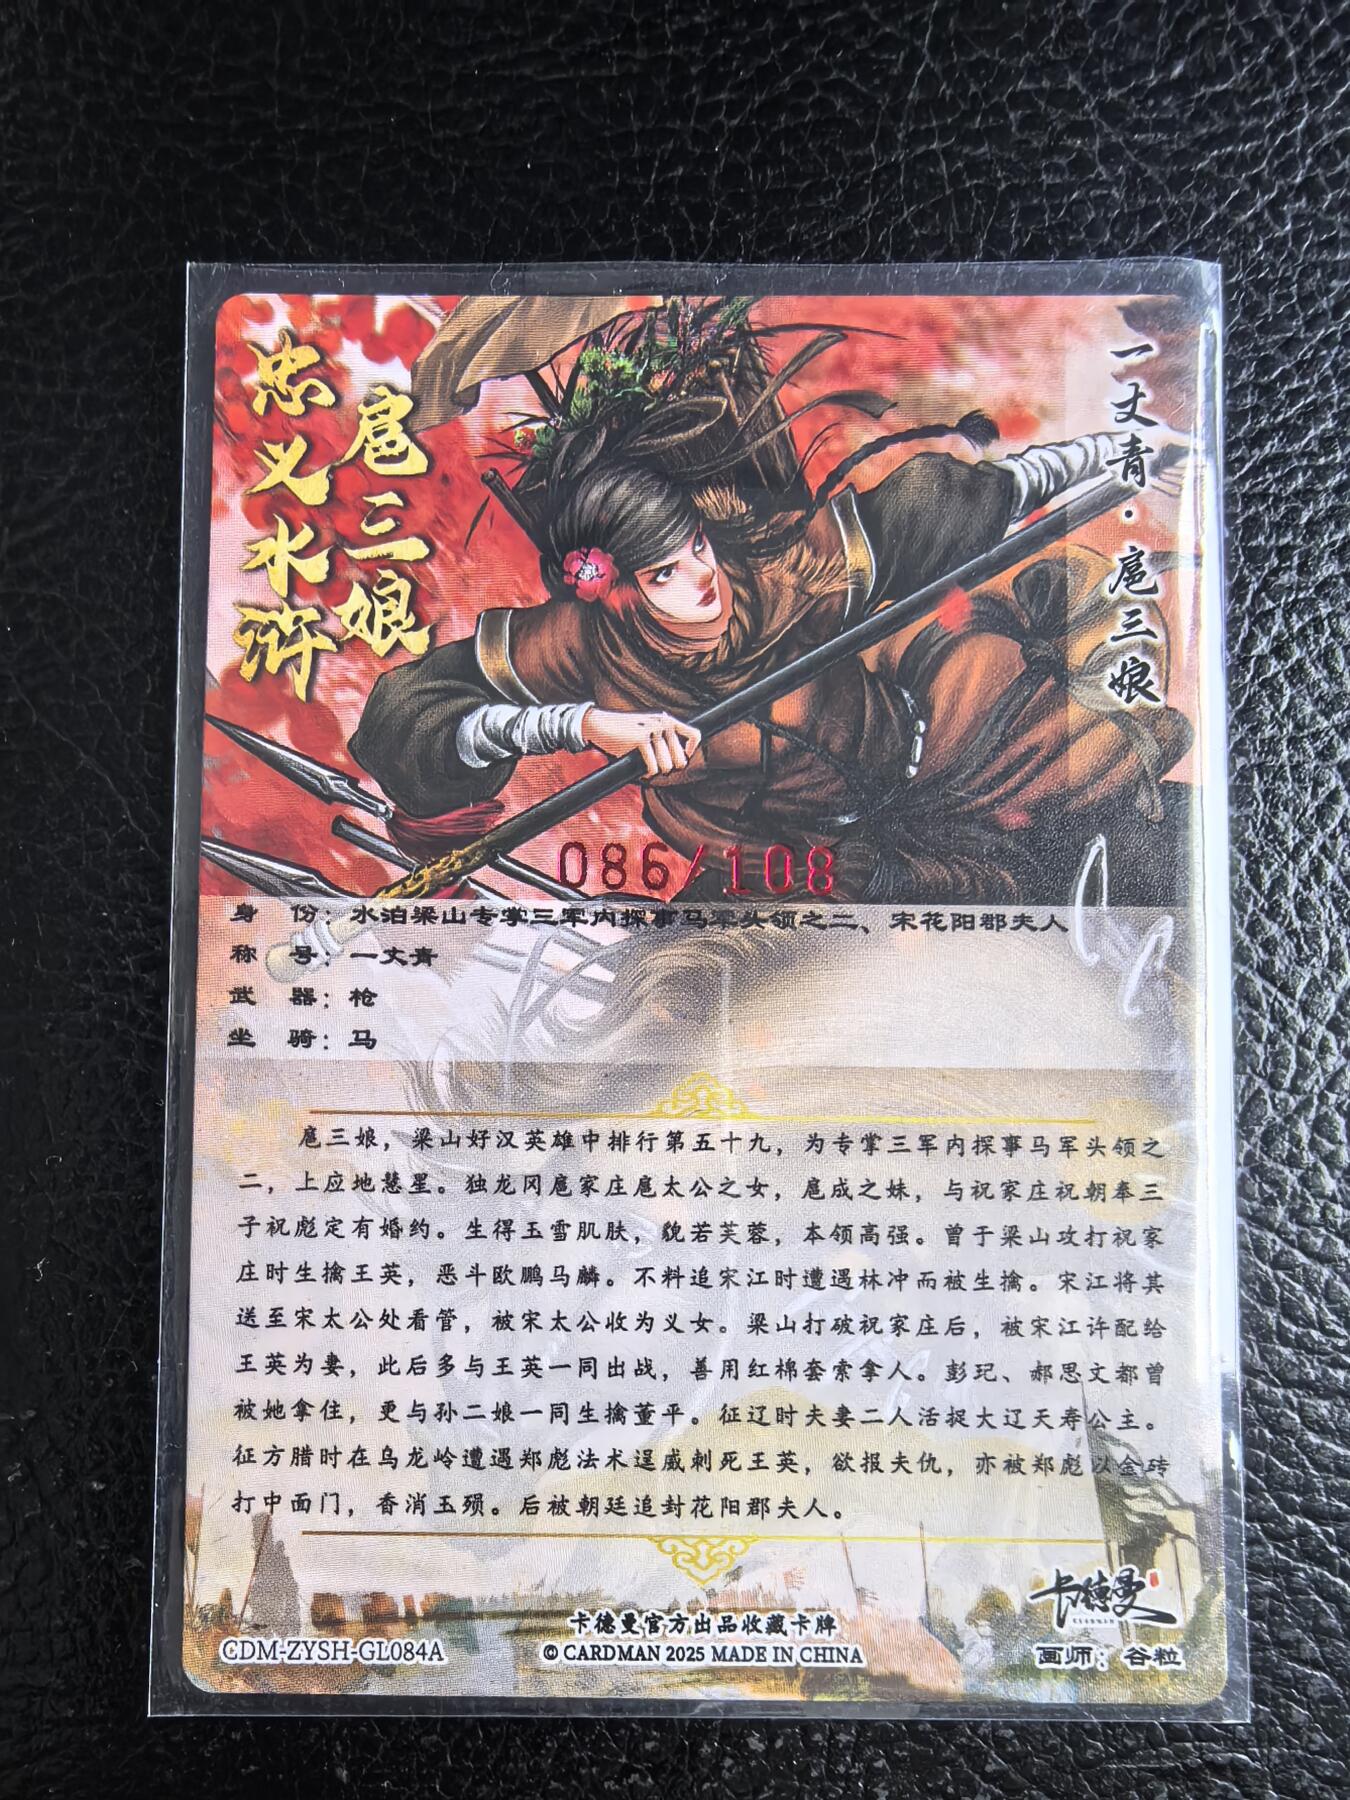 忠义水浒
扈三娘
一丈青·扈三娘
086/108
身 份：水泊梁山专掌三军内探事马军头领之二、宋花阳郡夫人
称 号：一丈青
武 器：枪
坐 骑：马
扈三娘，梁山好汉英雄中排行第五十九，为专掌三军内探事马军头领之
二，上应地慧星。独龙冈扈家庄扈太公之女，扈成之妹，与祝家庄祝朝奉三
子祝彪定有婚约。生得玉雪肌肤，貌若芙蓉，本领高强。曾于梁山攻打祝家
庄时生擒王英，恶斗欧鹏马麟。不料追宋江时遭遇林冲而被生擒。宋江将其
送至宋太公处看管，被宋太公收为义女。梁山打破祝家庄后，被宋江许配给
王英为妻，此后多与王英一同出战，善用红棉套索拿人。彭玘、郝思文都曾
被她拿住，更与孙二娘一同生擒董平。征辽时夫妻二人活捉大辽天寿公主。
征方腊时在乌龙岭遭遇郑彪法术逞威刺死王英，欲报夫仇，亦被郑彪以金砖
打中面门，香消玉殒。后被朝廷追封花阳郡夫人。
卡德曼
CARDMAN
卡德曼官方出品收藏卡牌
CDM-ZYSH-GL084A
© CARDMAN 2025 MADE IN CHINA
画师：谷粒